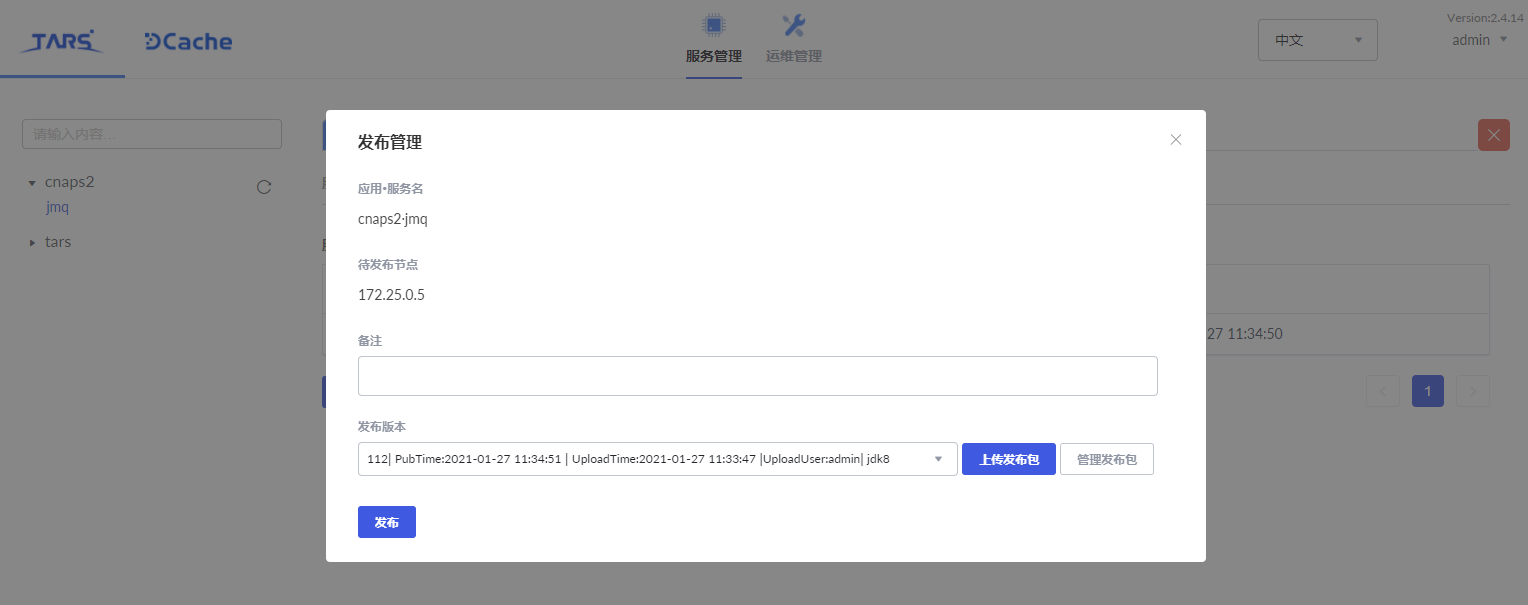 TARS
DCache
服务管理
运维管理
中文
Version:2.4.14
admin
请输入内容...
cnaps2
jmq
tars
发布管理
应用·服务名
cnaps2·jmq
待发布节点
172.25.0.5
27 11:34:50
备注
1
发布版本
112| PubTime:2021-01-27 11:34:51 | UploadTime:2021-01-27 11:33:47 |UploadUser:admin| jdk8
上传发布包
管理发布包
发布